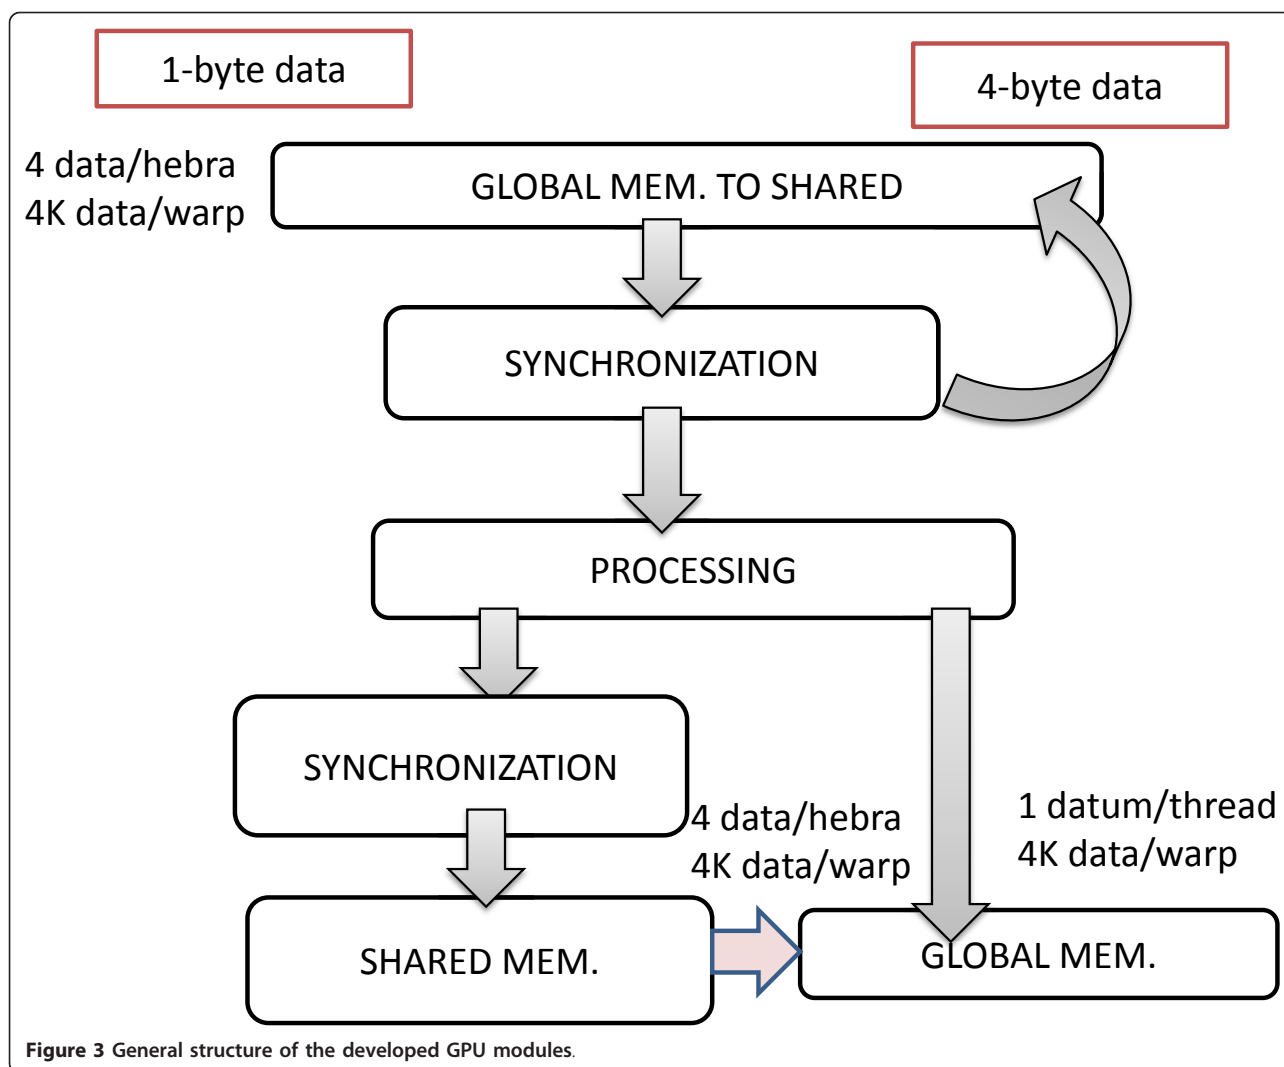 1-byte data
4-byte data
4 data/hebra
4K data/warp
GLOBAL MEM. TO SHARED
SYNCHRONIZATION
PROCESSING
SYNCHRONIZATION
4 data/hebra
4K data/warp
1 datum/thread
4K data/warp
SHARED MEM.
GLOBAL MEM.
Figure 3 General structure of the developed GPU modules.